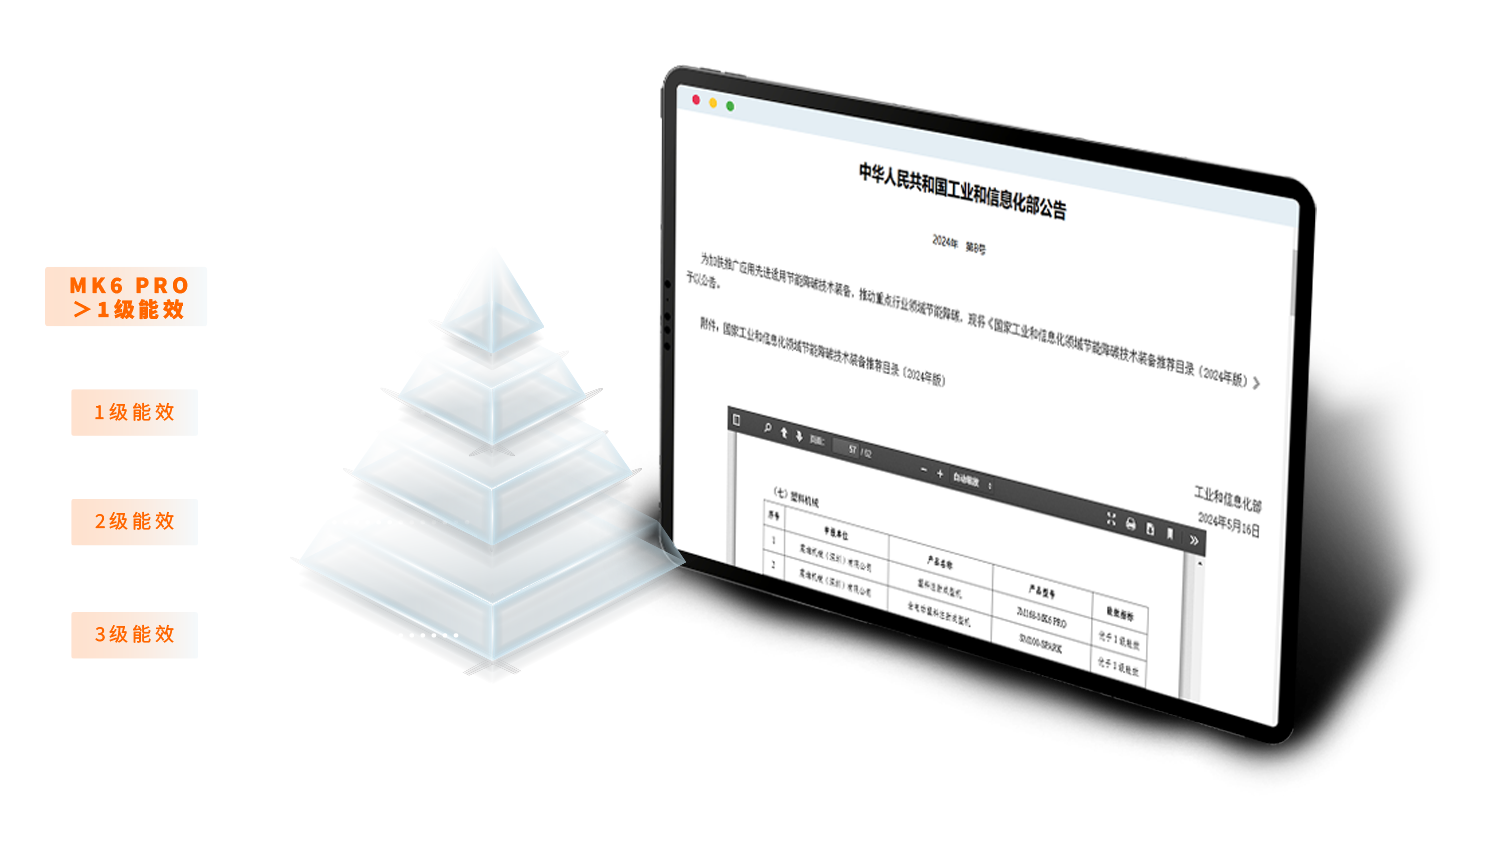 MK6 PRO
＞1级能效
1级能效
2级能效
3级能效
中华人民共和国工业和信息化部公告
2024年 第8号
为加快推广应用先进适用节能降碳技术装备，推动重点行业领域节能降碳，现将《国家工业和信息化领域节能降碳技术装备推荐目录（2024年版）》
予以公告。
附件：国家工业和信息化领域节能降碳技术装备推荐目录（2024年版）
工业和信息化部
2024年5月16日
页面： 57 / 62
自动缩放
（七）塑料机械
序号 申报单位 产品名称 产品型号 能效指标
1 震雄机械（深圳）有限公司 塑料注射成型机 优于1级能效
2 震雄机械（深圳）有限公司 全电动塑料注射成型机 优于1级能效